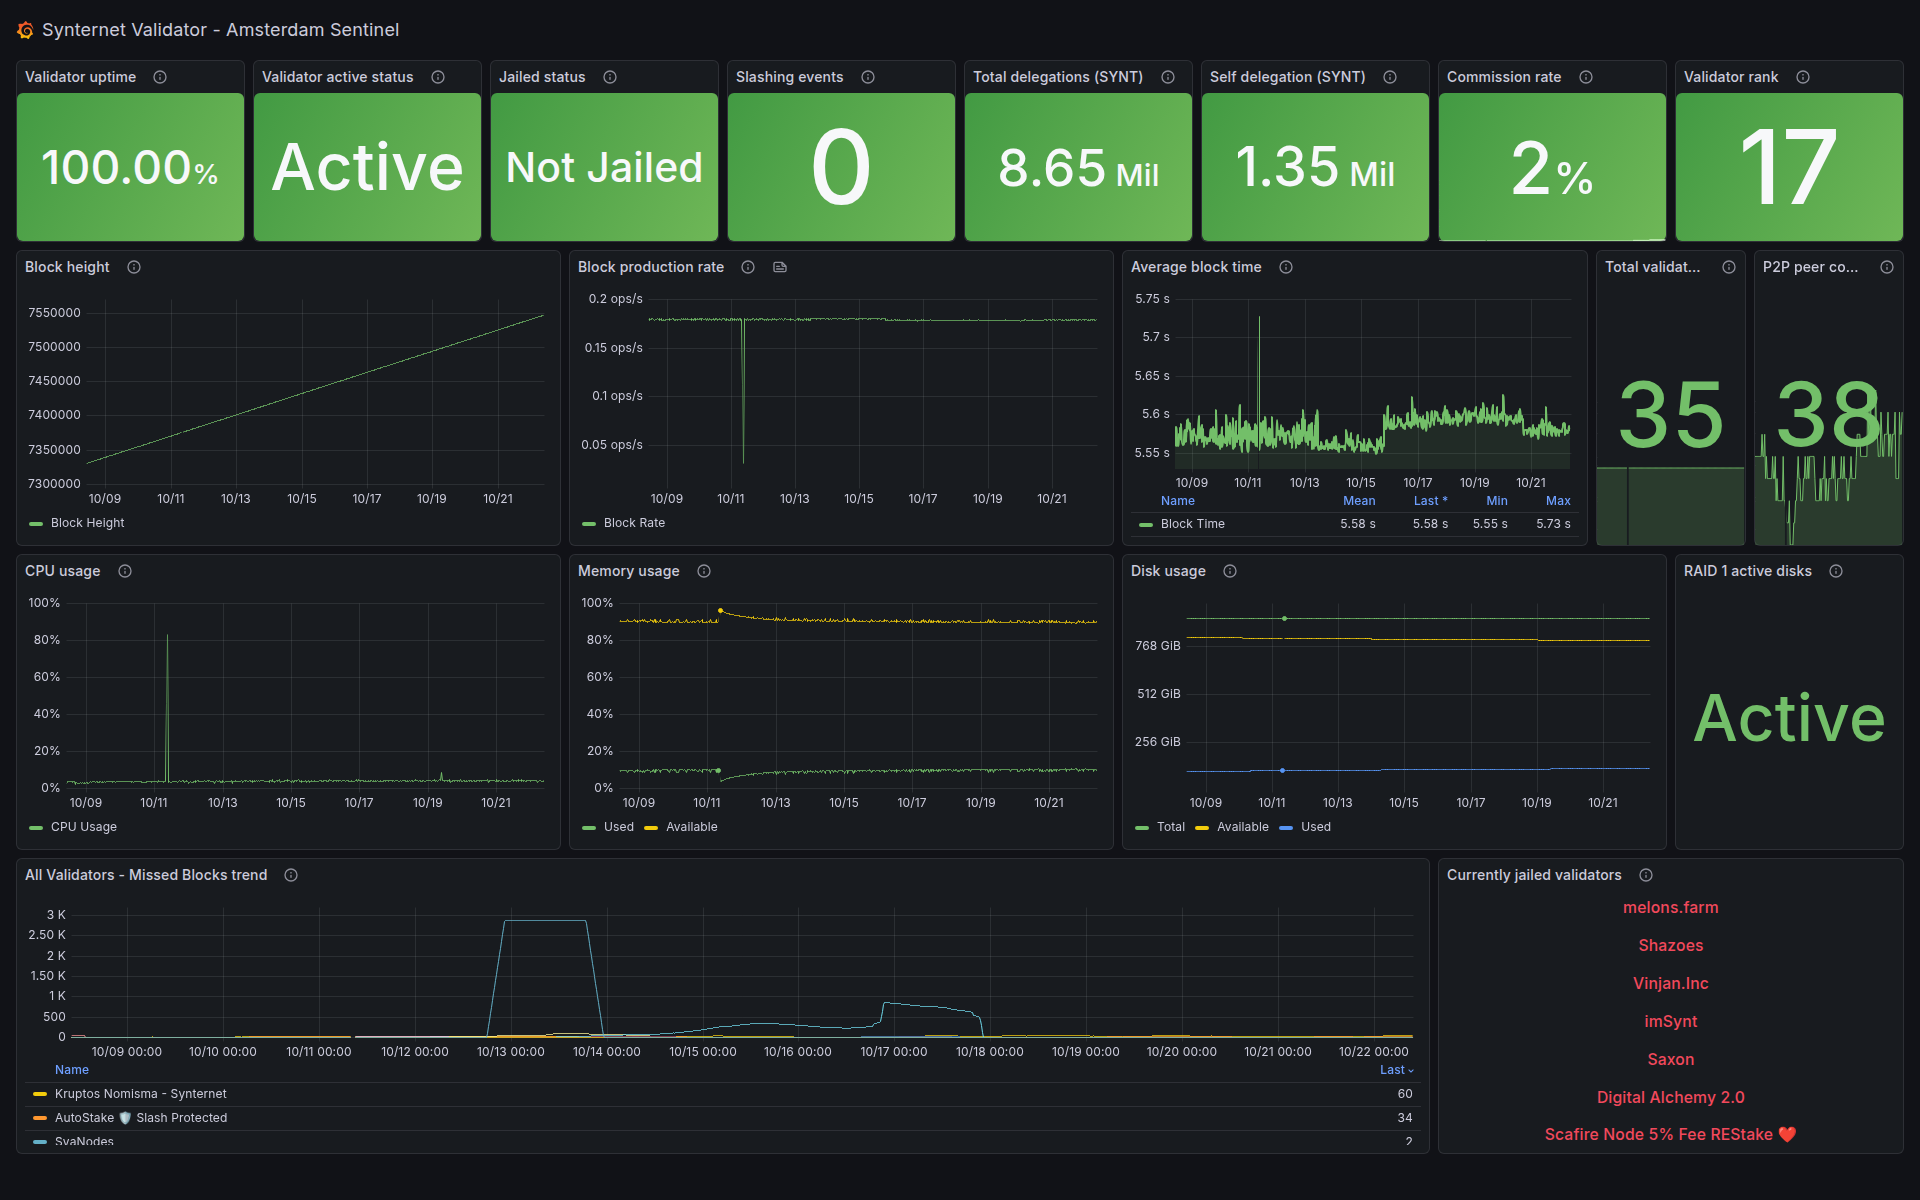 Synternet Validator - Amsterdam Sentinel
Validator uptime
Validator active status
Jailed status
Slashing events
Total delegations (SYNT)
Self delegation (SYNT)
Commission rate
Validator rank
100.00%
Active
Not Jailed
0
8.65 Mil
1.35 Mil
2%
17
Block height
7550000
7500000
7450000
7400000
7350000
7300000
10/09 10/11 10/13 10/15 10/17 10/19 10/21
Block Height
Block production rate
0.2 ops/s
0.15 ops/s
0.1 ops/s
0.05 ops/s
10/09 10/11 10/13 10/15 10/17 10/19 10/21
Block Rate
Average block time
5.75 s
5.7 s
5.65 s
5.6 s
5.55 s
10/09 10/11 10/13 10/15 10/17 10/19 10/21
Name Mean Last * Min Max
Block Time 5.58 s 5.58 s 5.55 s 5.73 s
Total validat...
35
P2P peer co...
38
CPU usage
100%
80%
60%
40%
20%
0%
10/09 10/11 10/13 10/15 10/17 10/19 10/21
CPU Usage
Memory usage
100%
80%
60%
40%
20%
0%
10/09 10/11 10/13 10/15 10/17 10/19 10/21
Used Available
Disk usage
768 GiB
512 GiB
256 GiB
10/09 10/11 10/13 10/15 10/17 10/19 10/21
Total Available Used
RAID 1 active disks
Active
All Validators - Missed Blocks trend
3 K
2.50 K
2 K
1.50 K
1 K
500
0
10/09 00:00 10/10 00:00 10/11 00:00 10/12 00:00 10/13 00:00 10/14 00:00 10/15 00:00 10/16 00:00 10/17 00:00 10/18 00:00 10/19 00:00 10/20 00:00 10/21 00:00 10/22 00:00
Name Last
Kruptos Nomisma - Synternet 60
AutoStake 🛡️ Slash Protected 34
SvaNodes 2
Currently jailed validators
melons.farm
Shazoes
Vinjan.Inc
imSynt
Saxon
Digital Alchemy 2.0
Scafire Node 5% Fee REStake ❤️